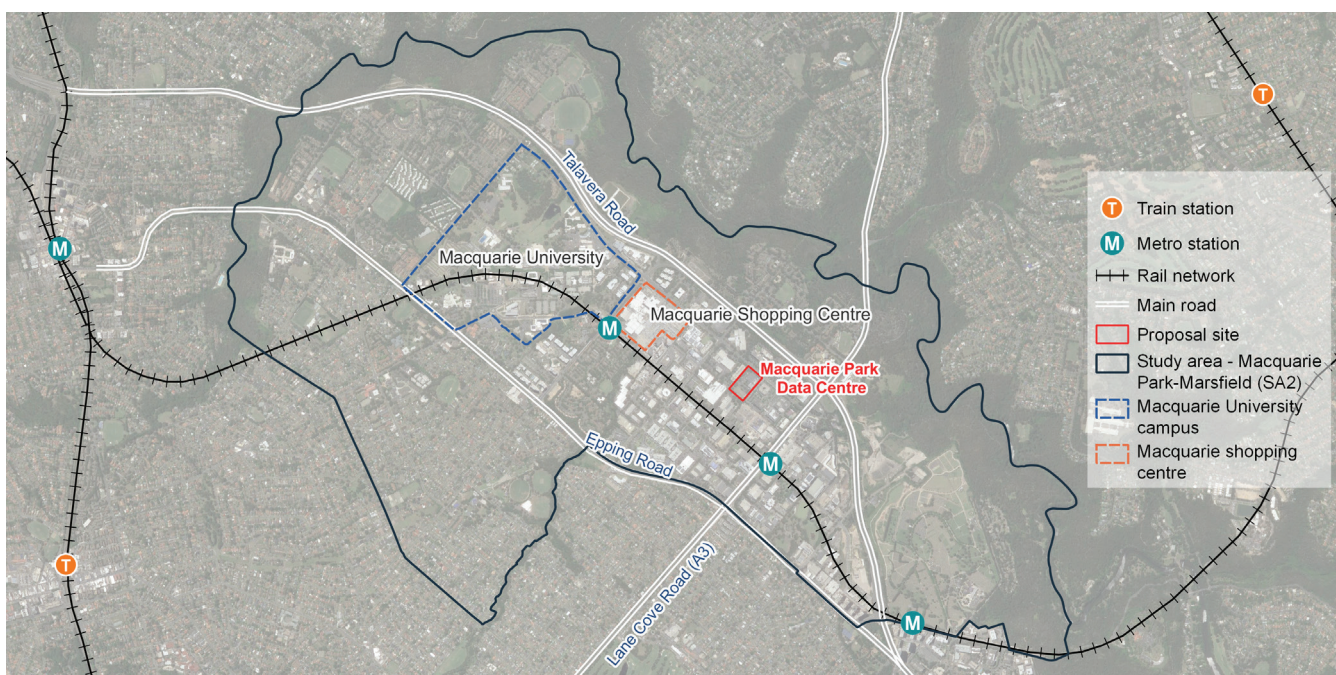 T
Talavera Road
T Train station
M
M Metro station
Macquarie University
Rail network
Main road
Macquarie Shopping Centre
M
Proposal site
Macquarie Park
Data Centre
Study area - Macquarie
Park-Marsfield (SA2)
Macquarie University
campus
Epping Road
Macquarie shopping
centre
M
T
Lane Cove Road (A3)
M